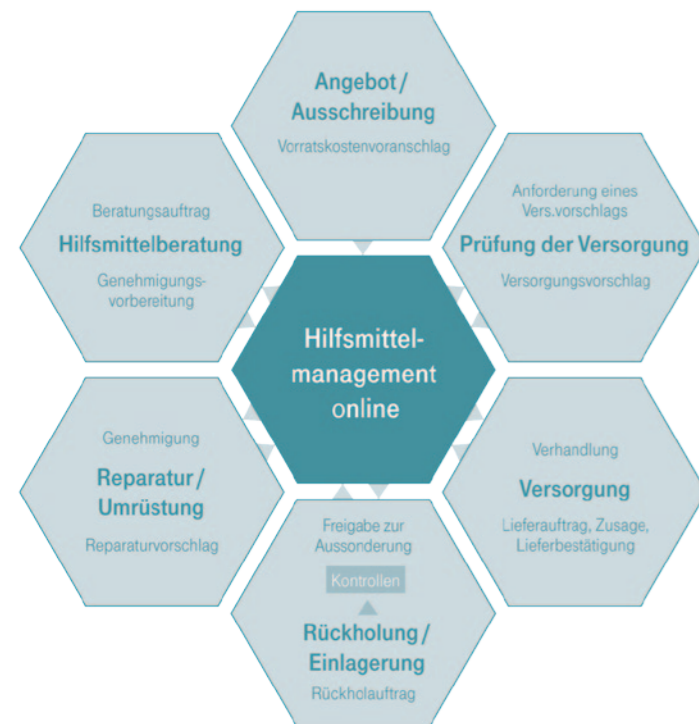 Angebot /
Ausschreibung
Vorratskostenvoranschlag
Beratungsauftrag
Hilfsmittelberatung
Genehmigungs-
vorbereitung
Anforderung eines
Vers.vorschlags
Prüfung der Versorgung
Versorgungsvorschlag
Hilfsmittel-
management
online
Genehmigung
Reparatur /
Umrüstung
Reparaturvorschlag
Verhandlung
Versorgung
Lieferauftrag, Zusage,
Lieferbestätigung
Freigabe zur
Aussonderung
Kontrollen
Rückholung /
Einlagerung
Rückholauftrag